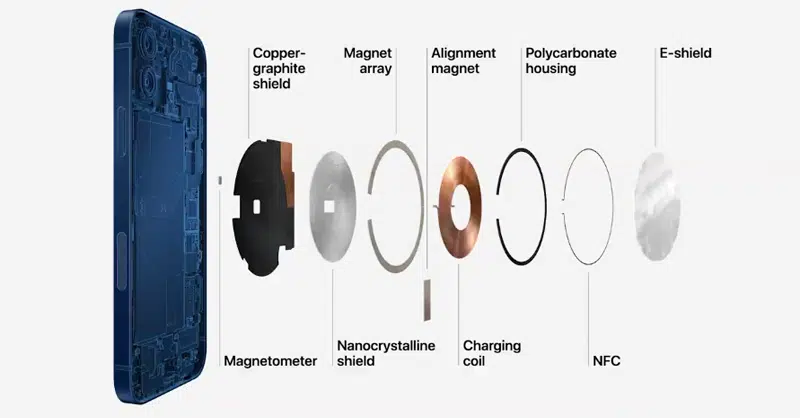 Copper-
graphite
shield
Magnet
array
Alignment
magnet
Polycarbonate
housing
E-shield
Magnetometer
Nanocrystalline
shield
Charging
coil
NFC